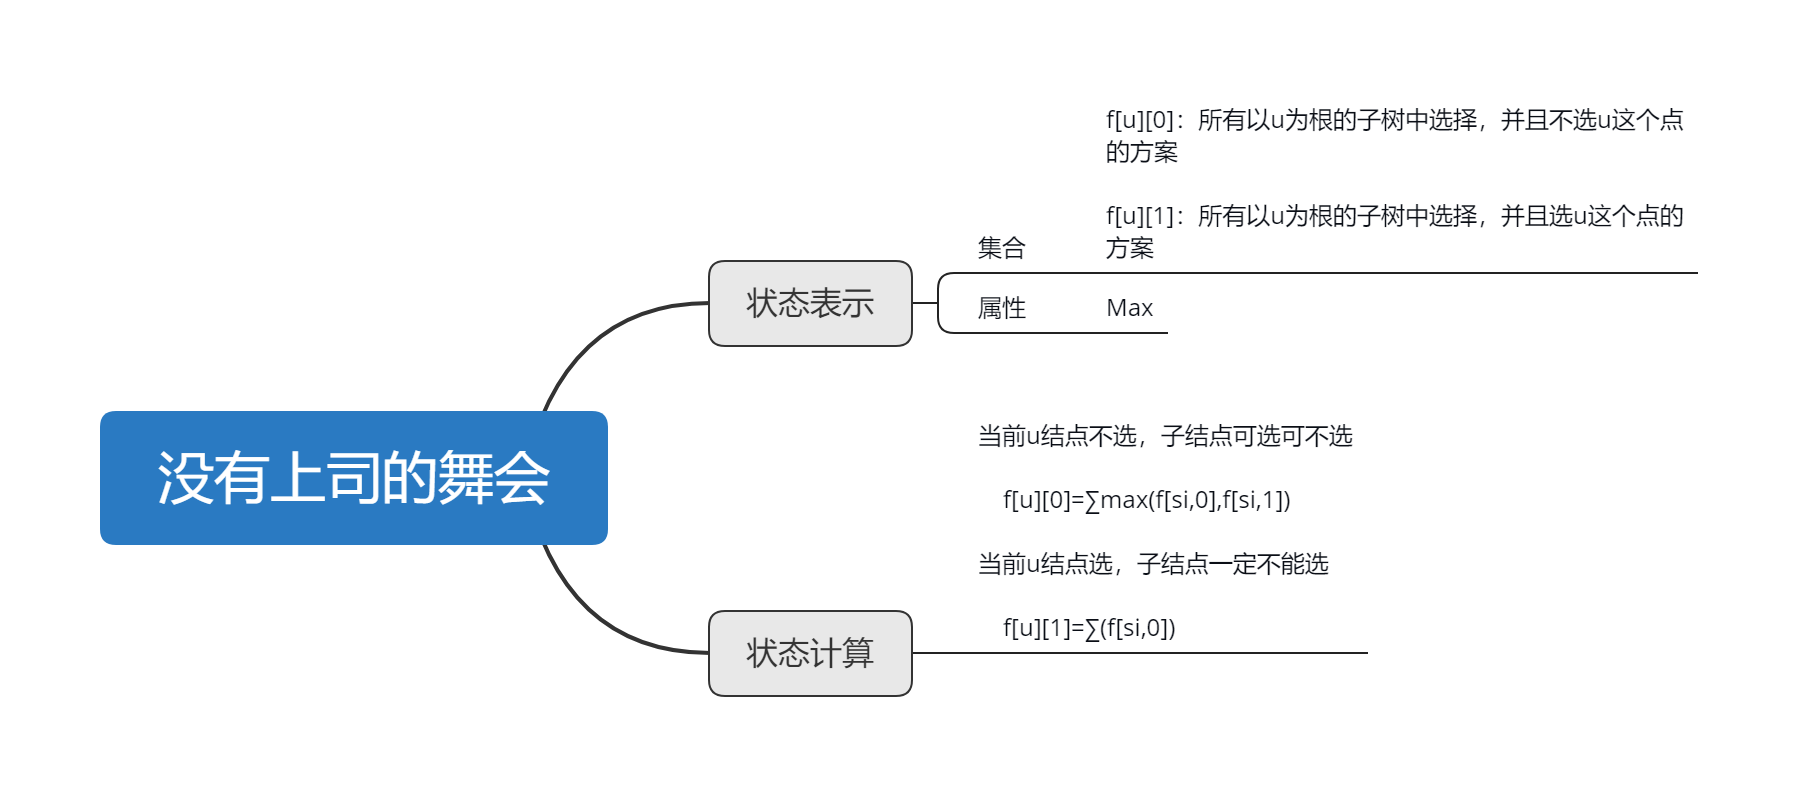 没有上司的舞会
状态表示
集合
f[u][0]：所有以u为根的子树中选择，并且不选u这个点
的方案
f[u][1]：所有以u为根的子树中选择，并且选u这个点的
方案
属性
Max
状态计算
当前u结点不选，子结点可选可不选
f[u][0]=∑max(f[si,0],f[si,1])
当前u结点选，子结点一定不能选
f[u][1]=∑(f[si,0])